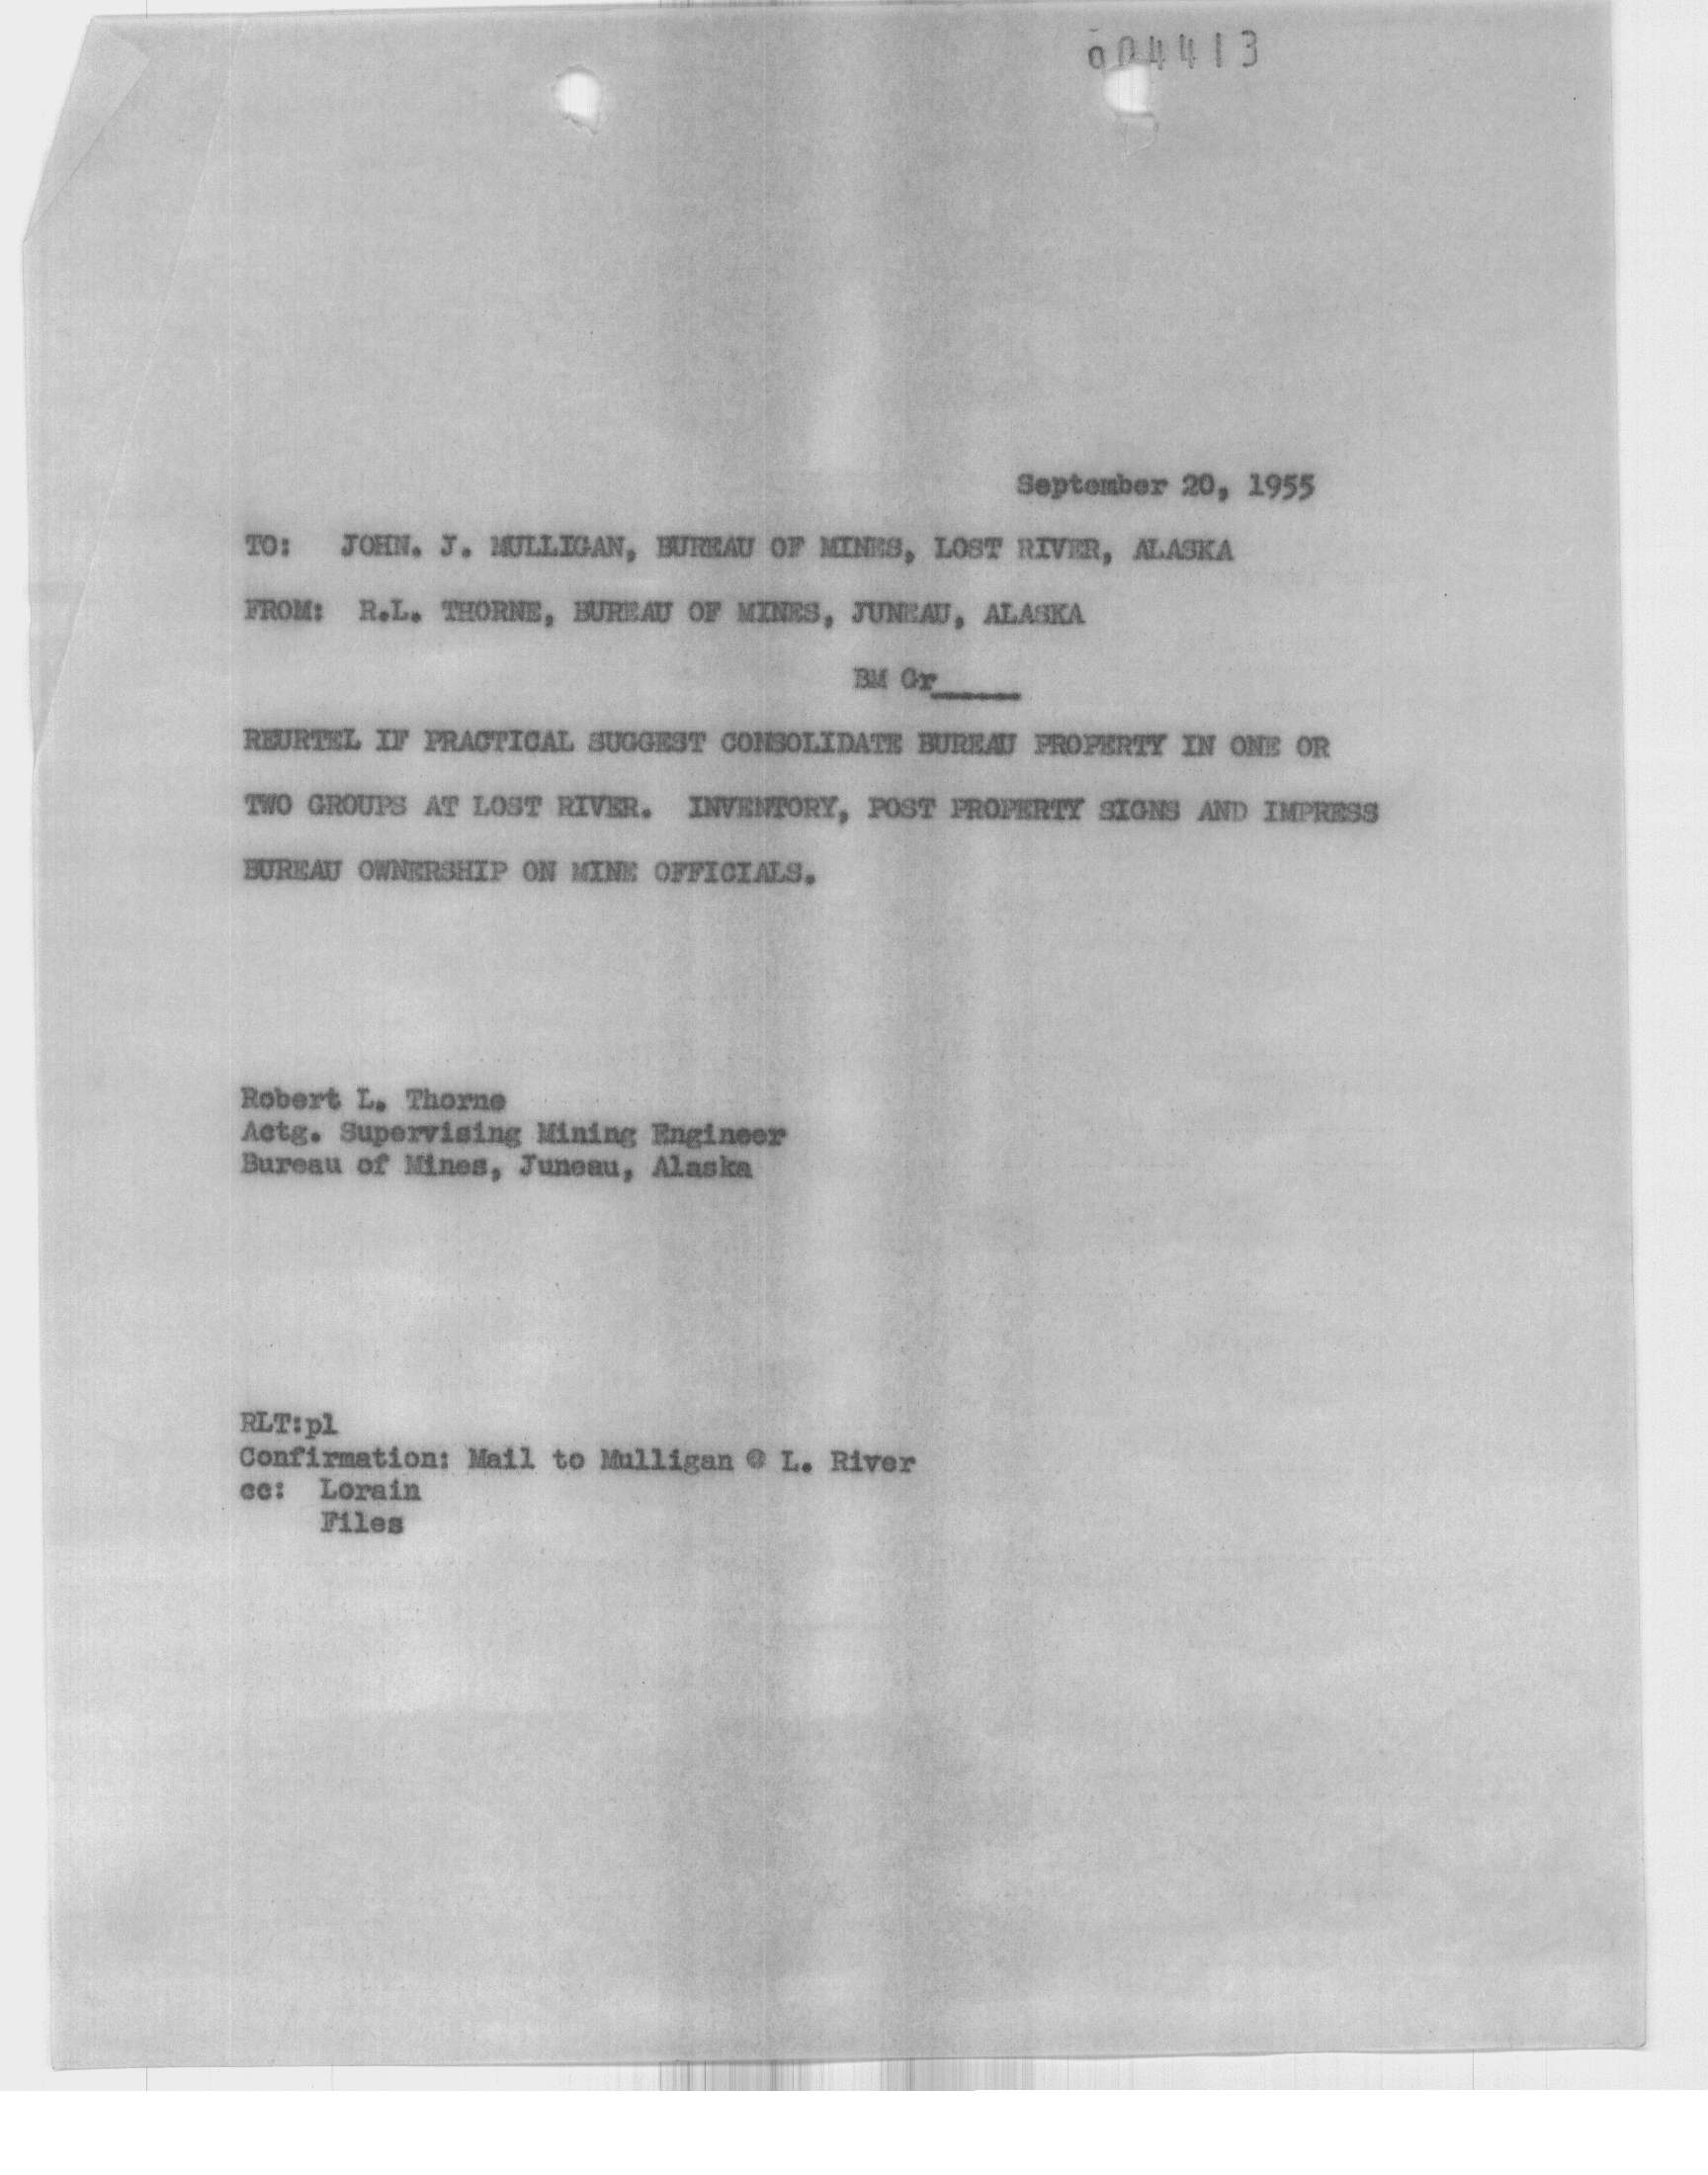 004413
September 20, 1955
TO: JOHN. J. MULLIGAN, BUREAU OF MINES, LOST RIVER, ALASKA
FROM: R.L. THORNE, BUREAU OF MINES, JUNEAU, ALASKA
BM Gr_____
REURTEL IF PRACTICAL SUGGEST CONSOLIDATE BUREAU PROPERTY IN ONE OR
TWO GROUPS AT LOST RIVER. INVENTORY, POST PROPERTY SIGNS AND IMPRESS
BUREAU OWNERSHIP ON MINE OFFICIALS.
Robert L. Thorne
Actg. Supervising Mining Engineer
Bureau of Mines, Juneau, Alaska
RLT:pl
Confirmation: Mail to Mulligan @ L. River
cc: Lorain
Files